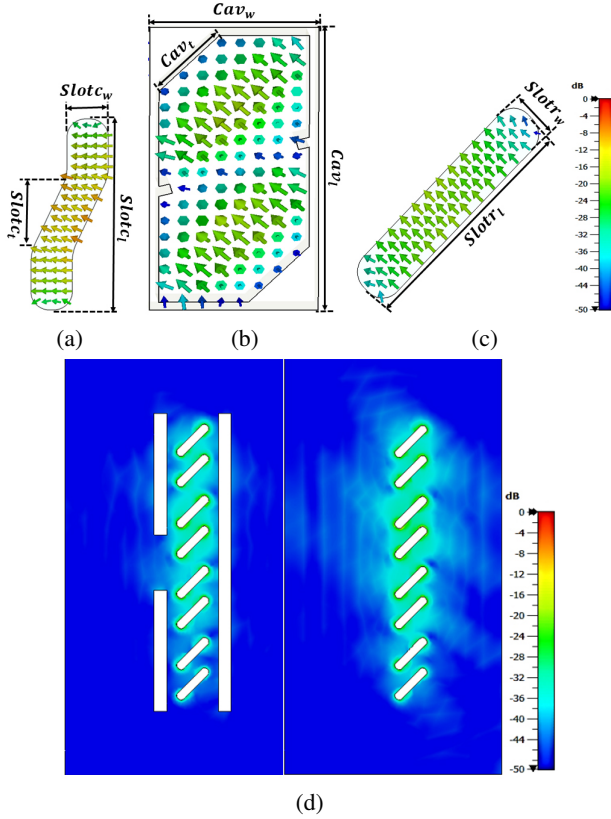 Cav_w
Slotc_w
Cav_t
Slotc_l
Slotc_l
Cav_l
Slotr_w
Slotr_l
dB
0
-4
-8
-12
-16
-20
-24
-28
-32
-36
-40
-44
-50
(a)
(b)
(c)
dB
0
-4
-8
-12
-16
-20
-24
-28
-32
-36
-40
-44
-50
(d)